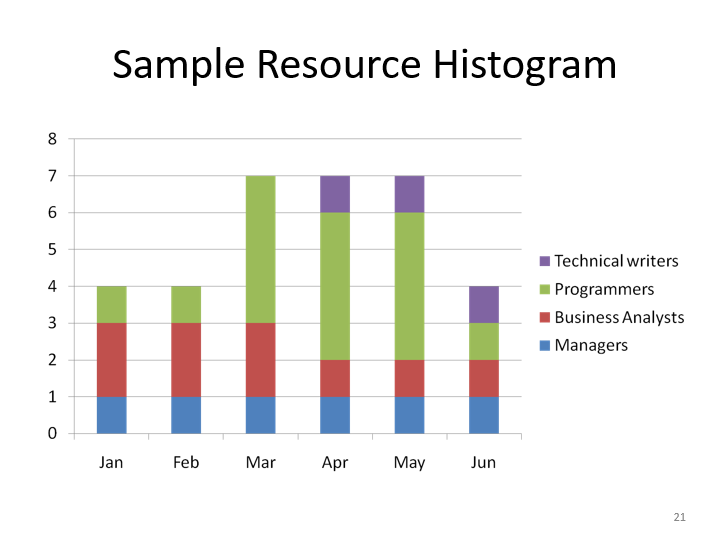 Sample Resource Histogram
8
7
6
5
4
3
2
1
0
Jan Feb Mar Apr May Jun
Technical writers
Programmers
Business Analysts
Managers
21